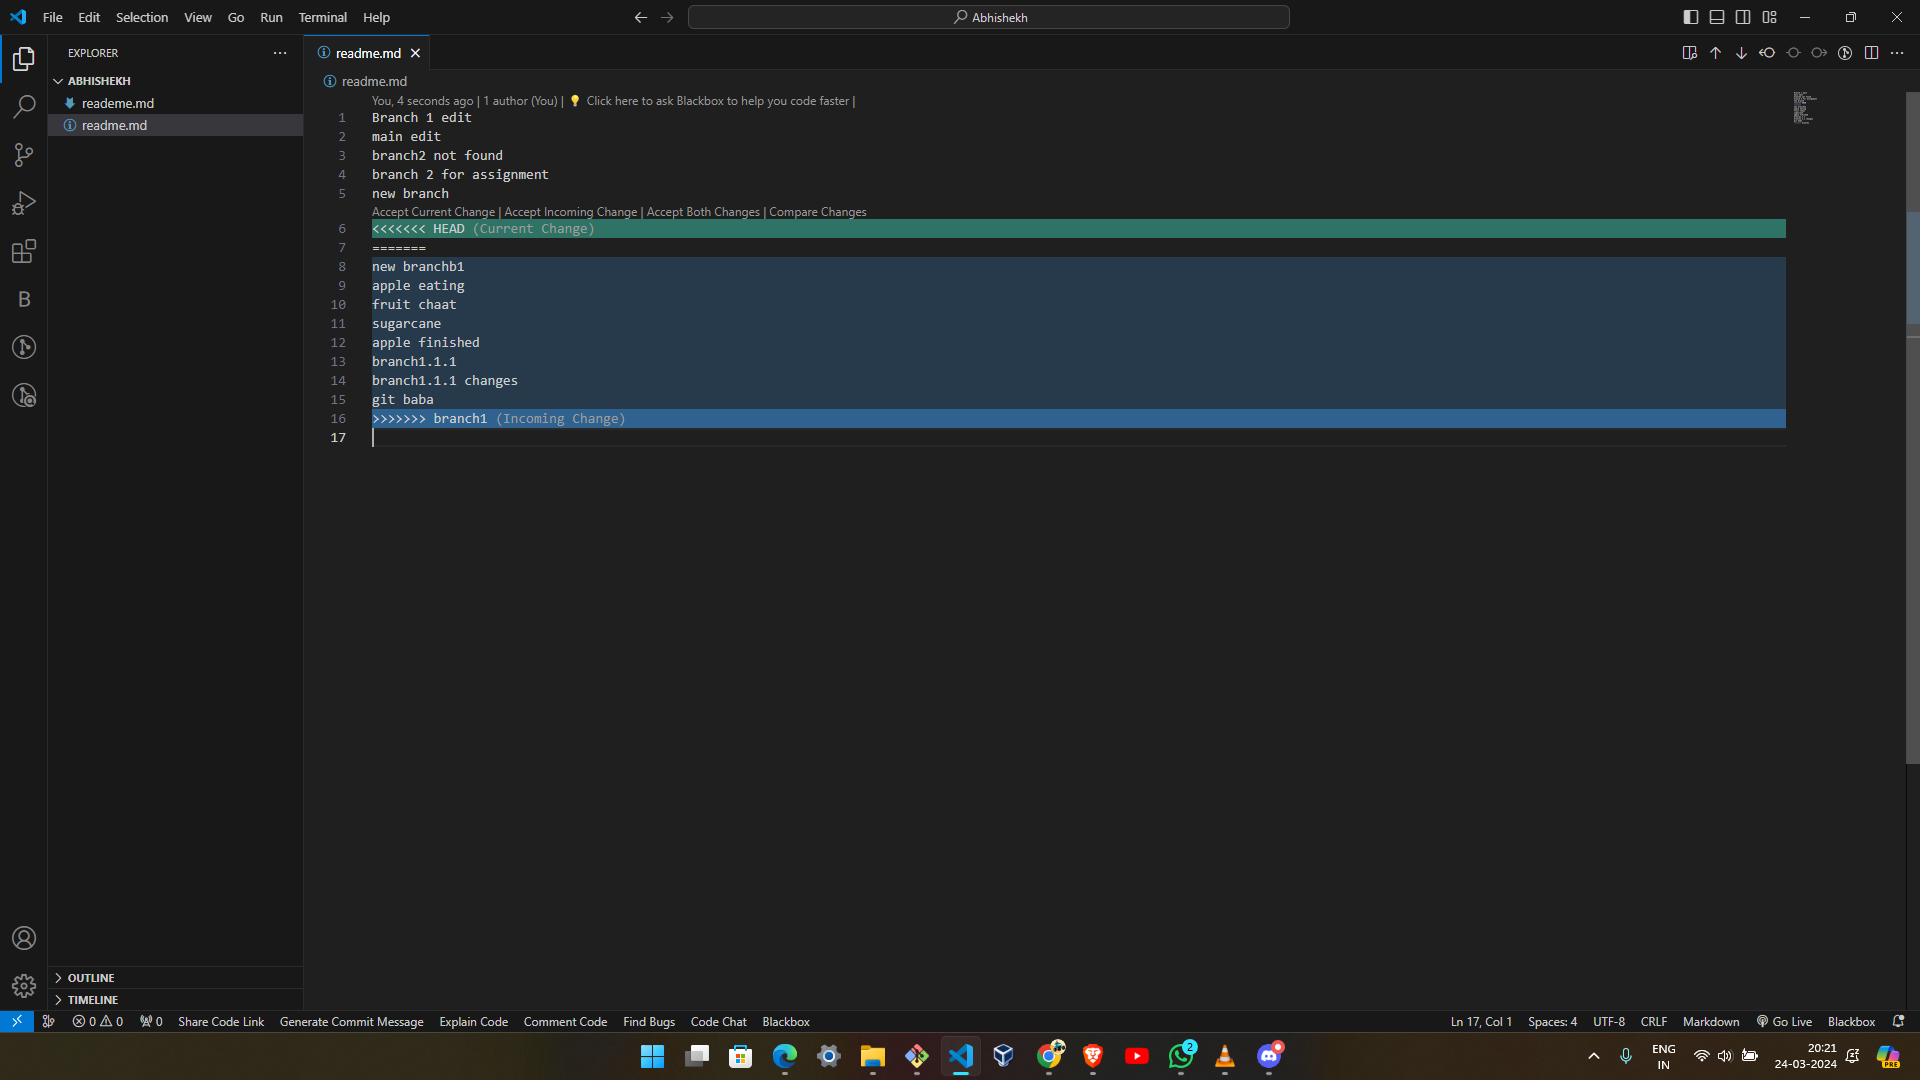 File Edit Selection View Go Run Terminal Help
Abhishekh
EXPLORER
ABHISHEKH
reademe.md
readme.md
readme.md
readme.md
You, 4 seconds ago | 1 author (You) | Click here to ask Blackbox to help you code faster |
1 Branch 1 edit
2 main edit
3 branch2 not found
4 branch 2 for assignment
5 new branch
Accept Current Change | Accept Incoming Change | Accept Both Changes | Compare Changes
6 <<<<<<< HEAD (Current Change)
7 =======
8 new branchb1
9 apple eating
10 fruit chaat
11 sugarcane
12 apple finished
13 branch1.1.1
14 branch1.1.1 changes
15 git baba
16 >>>>>>> branch1 (Incoming Change)
17
OUTLINE
TIMELINE
0 0 0 Share Code Link Generate Commit Message Explain Code Comment Code Find Bugs Code Chat Blackbox
Ln 17, Col 1 Spaces: 4 UTF-8 CRLF Markdown Go Live Blackbox
2
ENG
IN
20:21
24-03-2024
PRE